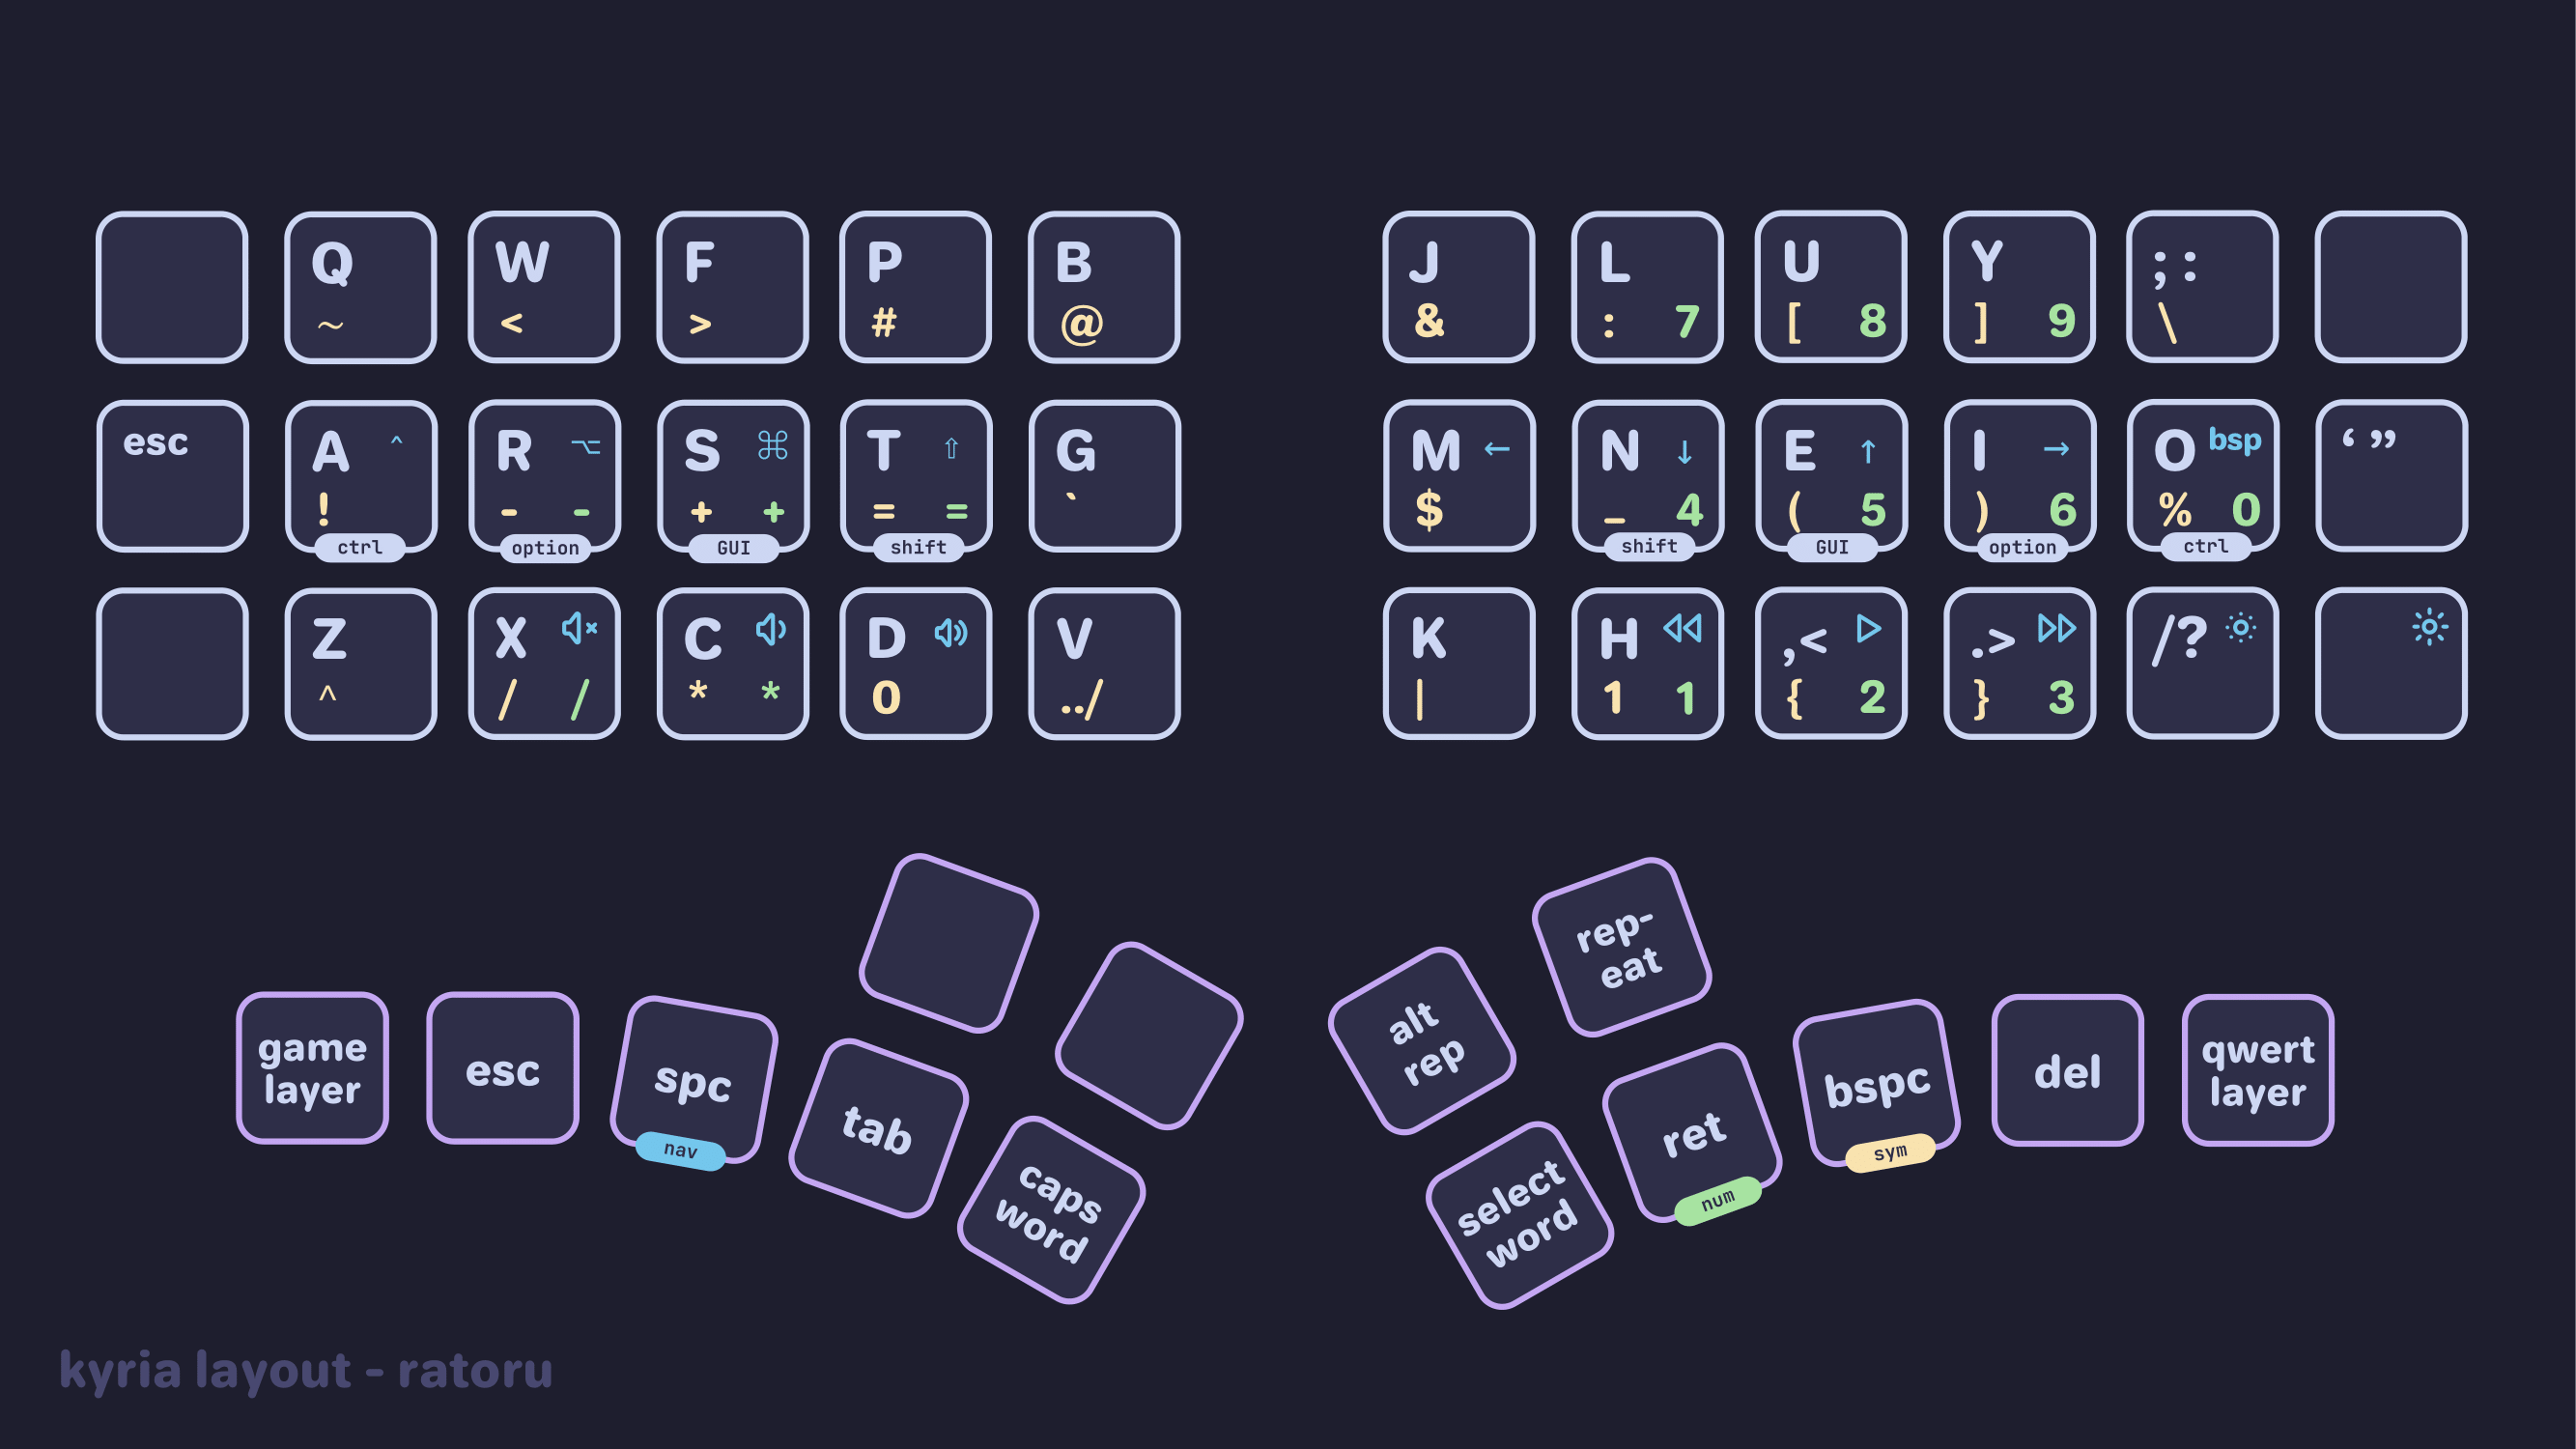 Q W F P B J L U Y ;:
~ < > # @ & : 7 [ 8 ] 9 \
esc A ^ R ⌥ S ⌘ T ⇧ G M ← N ↓ E ↑ I → O bsp ‘ ”
! - - + + = = ` $ _ 4 ( 5 ) 6 % 0
ctrl option GUI shift shift GUI option ctrl
Z X C D V K H ,< .> /?
^ / / * * 0 ../ | 1 1 { 2 } 3
game
layer
esc
spc
nav
tab
caps
word
alt
rep
rep-
eat
select
word
ret
num
bspc
sym
del
qwert
layer
kyria layout - ratoru